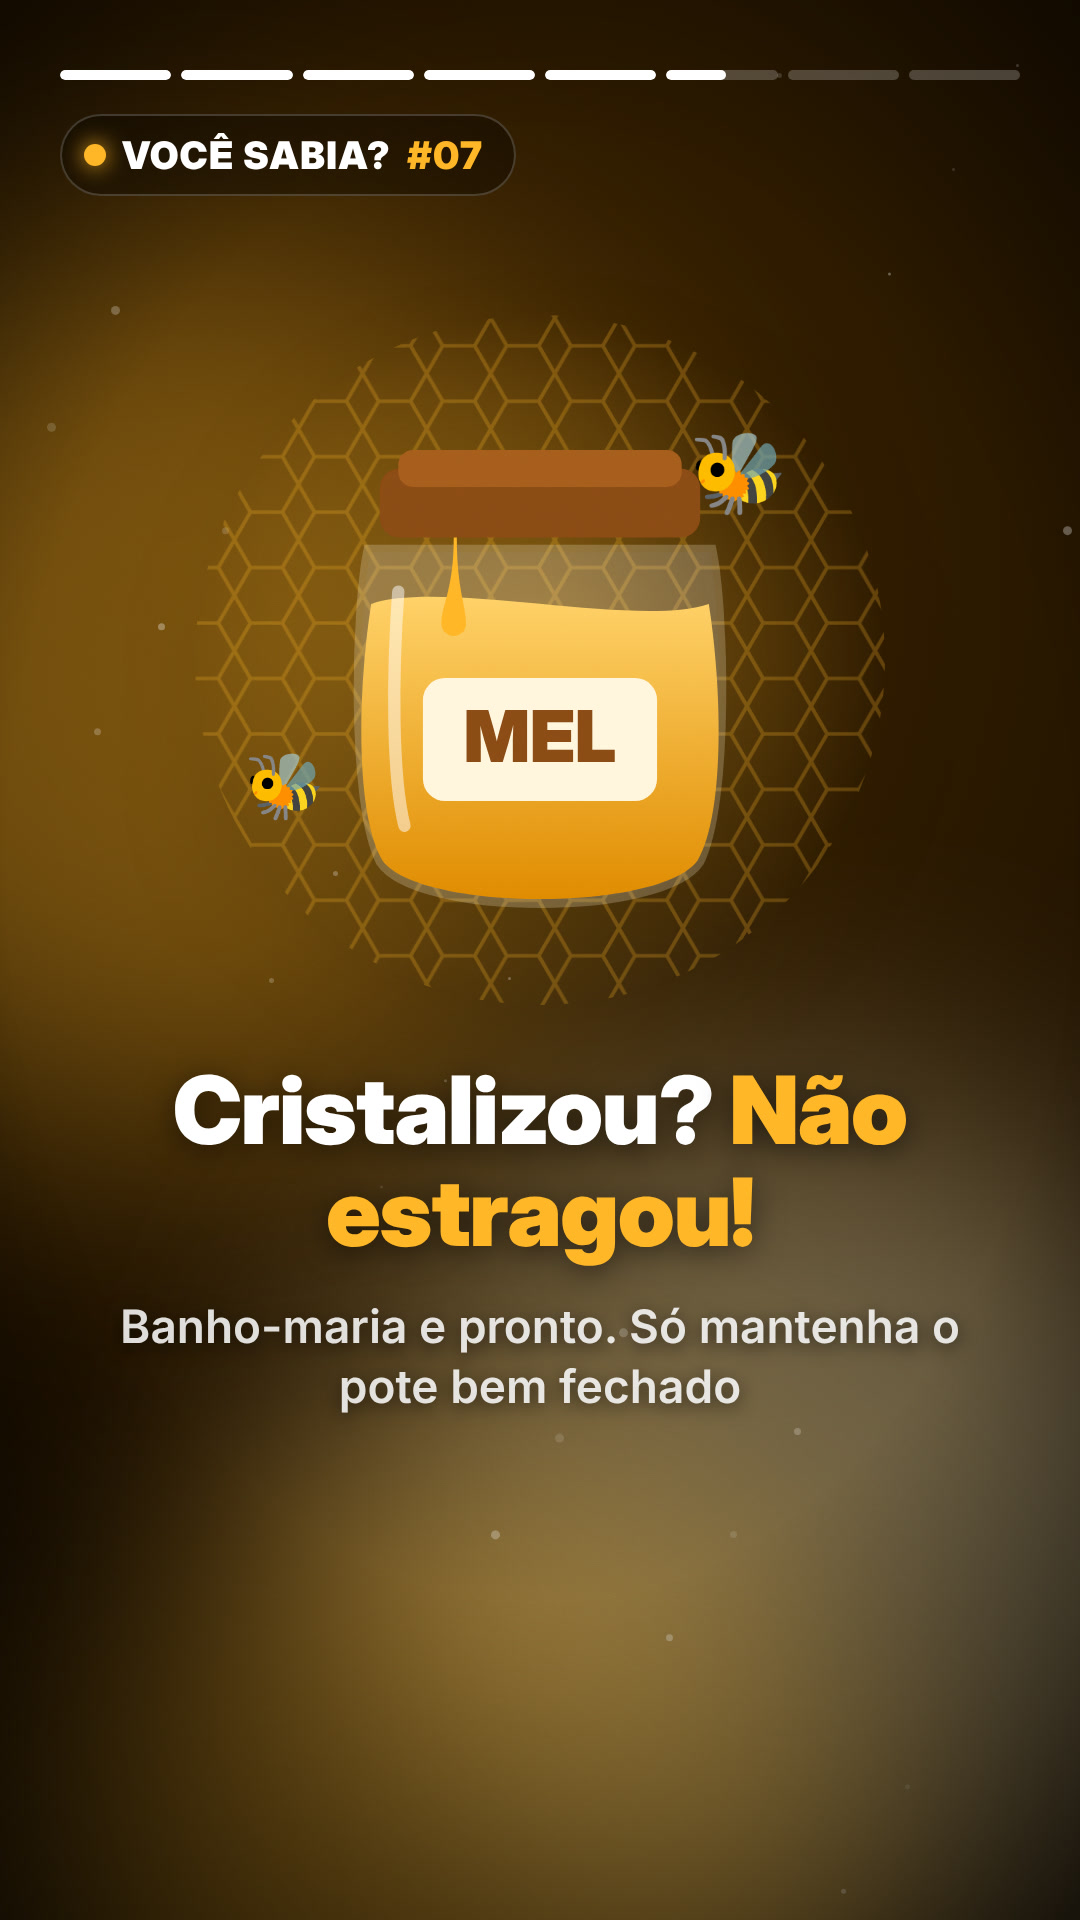 VOCÊ SABIA? #07
MEL
Cristalizou? Não
estragou!
Banho-maria e pronto. Só mantenha o
pote bem fechado